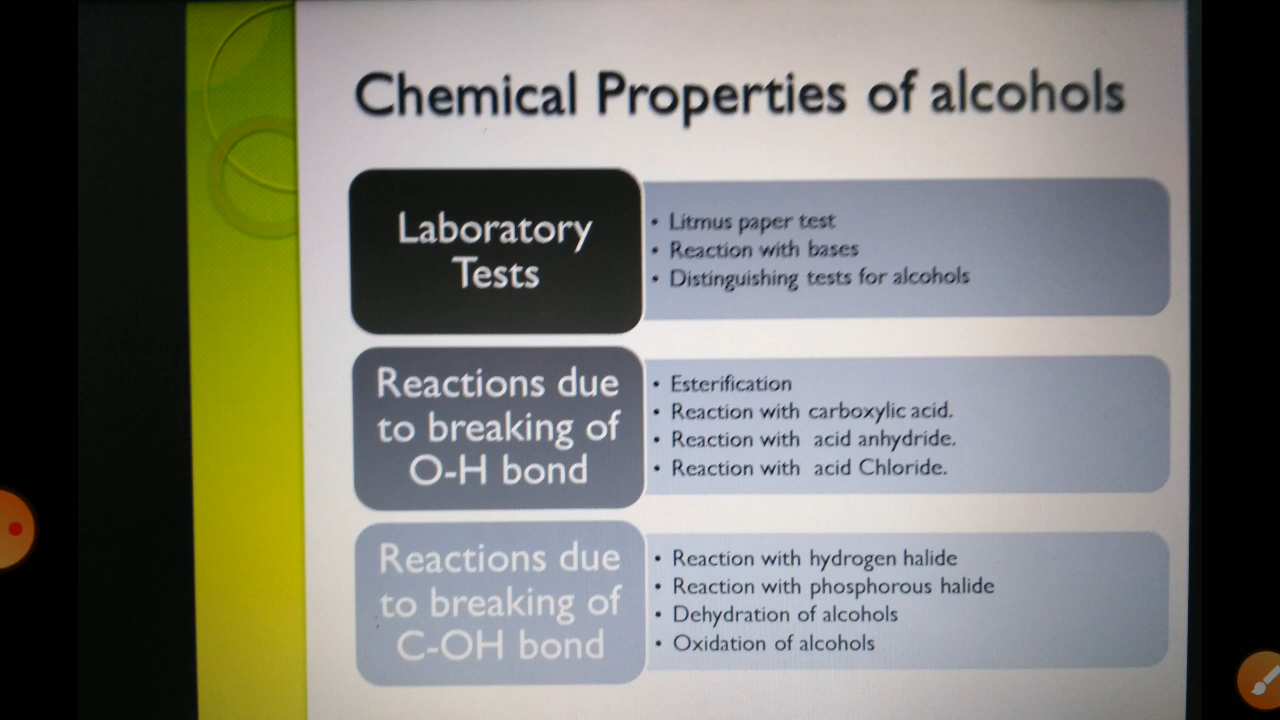 Chemical Properties of alcohols
Laboratory
Tests
• Litmus paper test
• Reaction with bases
• Distinguishing tests for alcohols
Reactions due
to breaking of
O-H bond
• Esterification
• Reaction with carboxylic acid.
• Reaction with acid anhydride.
• Reaction with acid Chloride.
Reactions due
to breaking of
C-OH bond
• Reaction with hydrogen halide
• Reaction with phosphorous halide
• Dehydration of alcohols
• Oxidation of alcohols